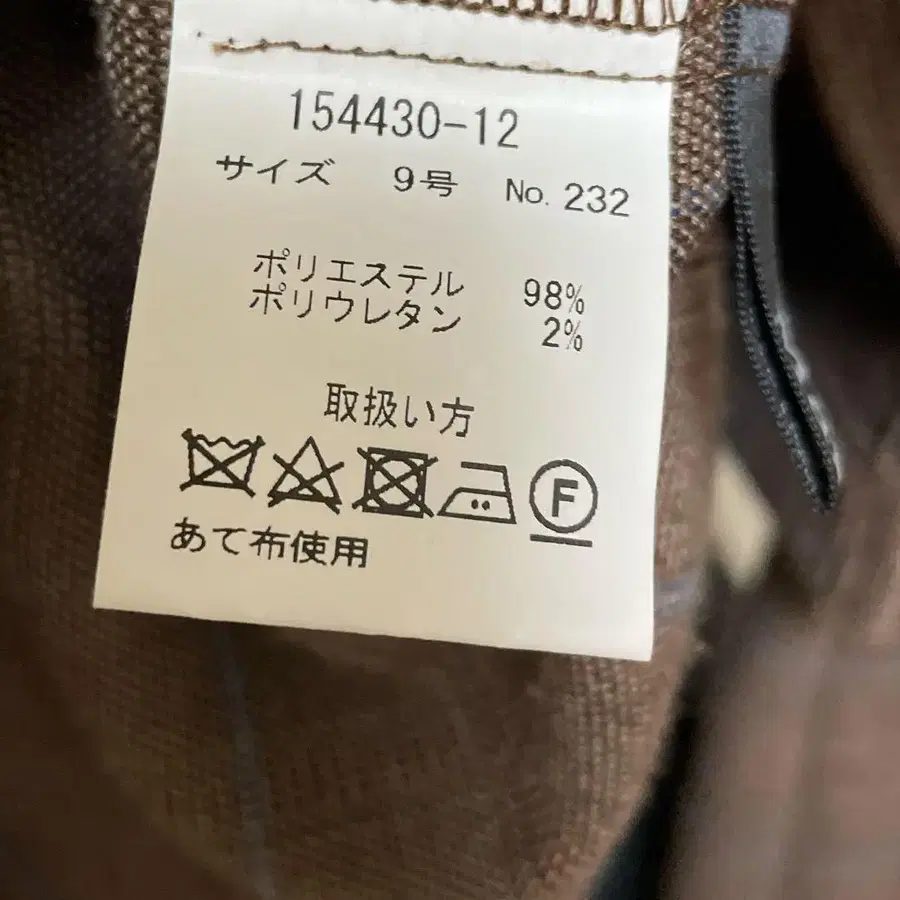 154430-12
サイズ 9号 No. 232
ポリエステル 98%
ポリウレタン 2%
取扱い方
F
あて布使用